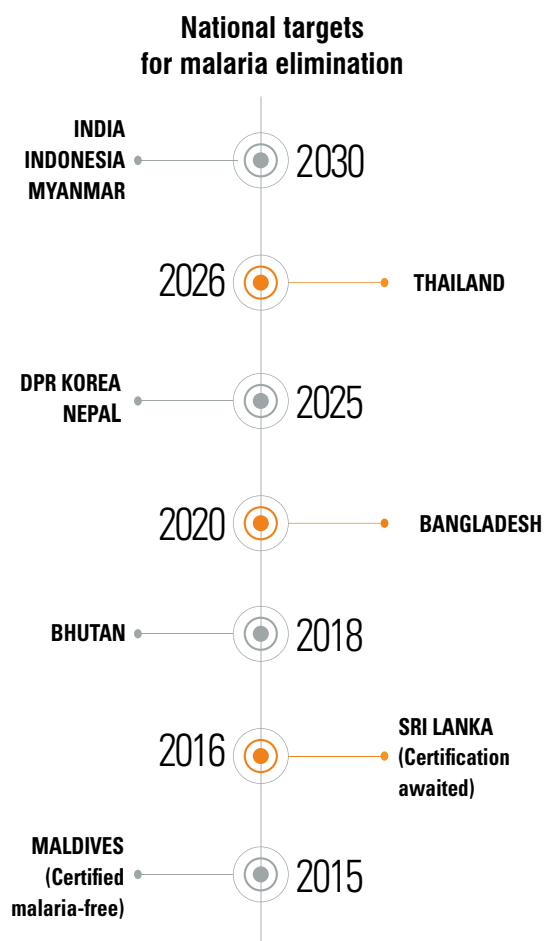 National targets
for malaria elimination
INDIA
INDONESIA
MYANMAR
2030
2026
THAILAND
DPR KOREA
NEPAL
2025
2020
BANGLADESH
BHUTAN
2018
2016
SRI LANKA
(Certification
awaited)
MALDIVES
(Certified
malaria-free)
2015